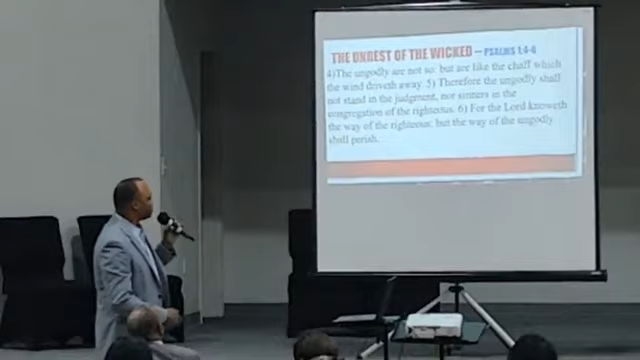 THE UNREST OF THE WICKED – PSALMS 1:4-6
4)The ungodly are not so: but are like the chaff which
the wind driveth away. 5) Therefore the ungodly shall
not stand in the judgment, nor sinners in the
congregation of the righteous. 6) For the Lord knoweth
the way of the righteous: but the way of the ungodly
shall perish.